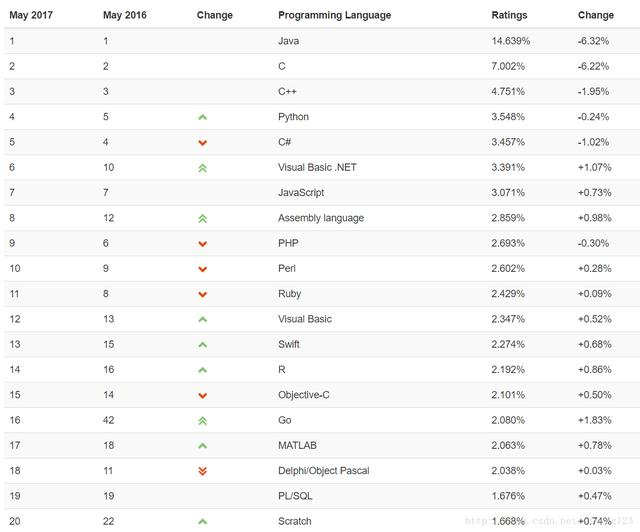 May 2017 May 2016 Change Programming Language Ratings Change
1 1 Java 14.639% -6.32%
2 2 C 7.002% -6.22%
3 3 C++ 4.751% -1.95%
4 5 Python 3.548% -0.24%
5 4 C# 3.457% -1.02%
6 10 Visual Basic .NET 3.391% +1.07%
7 7 JavaScript 3.071% +0.73%
8 12 Assembly language 2.859% +0.98%
9 6 PHP 2.693% -0.30%
10 9 Perl 2.602% +0.28%
11 8 Ruby 2.429% +0.09%
12 13 Visual Basic 2.347% +0.52%
13 15 Swift 2.274% +0.68%
14 16 R 2.192% +0.86%
15 14 Objective-C 2.101% +0.50%
16 42 Go 2.080% +1.83%
17 18 MATLAB 2.063% +0.78%
18 11 Delphi/Object Pascal 2.038% +0.03%
19 19 PL/SQL 1.676% +0.47%
20 22 Scratch 1.668% +0.74%